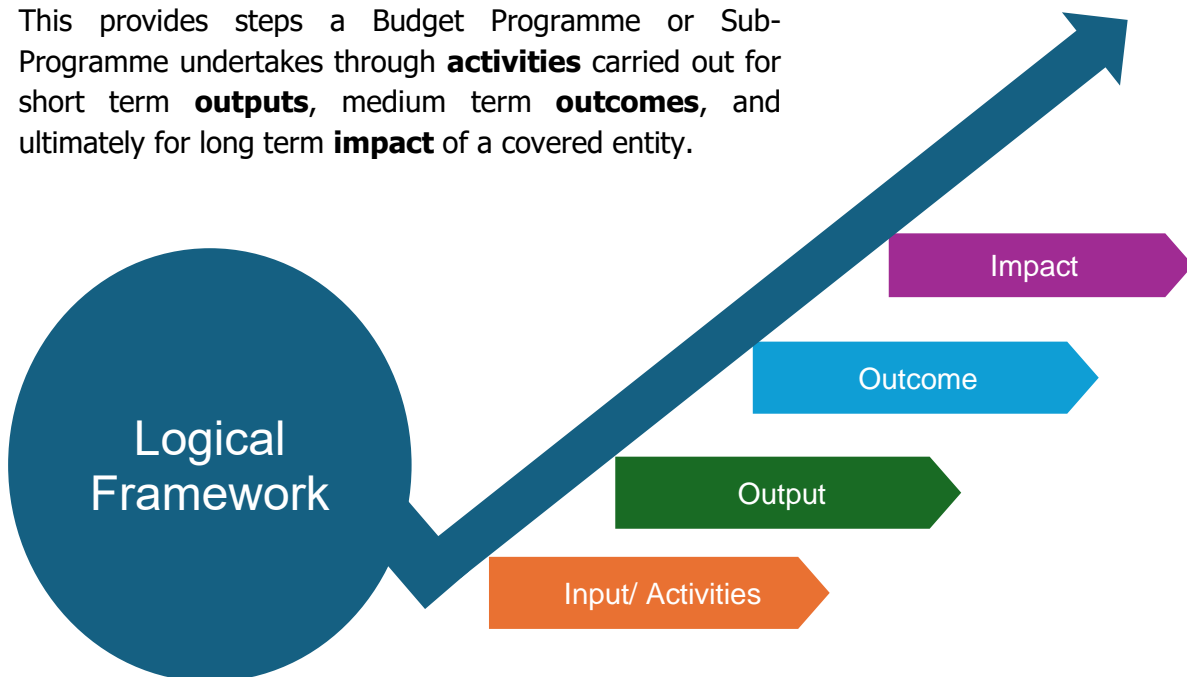 This provides steps a Budget Programme or Sub-
Programme undertakes through activities carried out for
short term outputs, medium term outcomes, and
ultimately for long term impact of a covered entity.
Impact
Outcome
Logical
Framework
Output
Input/ Activities